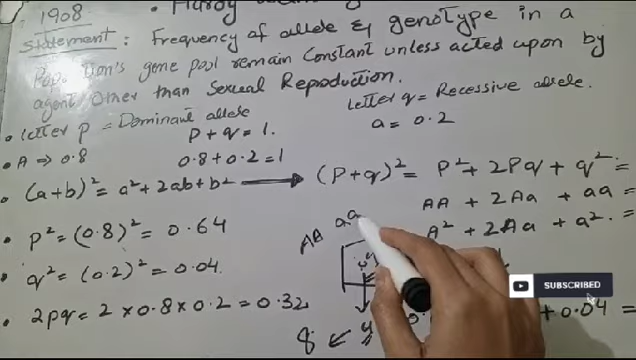 1908
• Hardy
Statement: Frequency of allele & genotype in a
Pop. Don's gene pool remain Constant unless acted upon by
agent Other than Sexual Reproduction.
• letter p = Dominant allele
Letter q = Recessive allele.
• A ⇒ 0.8
P + q = 1.
a = 0.2
0.8 + 0.2 = 1
• (a+b)² = a² + 2ab + b² → (P+q)² = P² + 2Pq + q² =
AA + 2Aa + aa =
A² + 2Aa + a². =
• P² = (0.8)² = 0.64
AA aa
• q² = (0.2)² = 0.04.
• 2pq = 2 × 0.8 × 0.2 = 0.32
+ 0.04 =
8 ← y
SUBSCRIBED